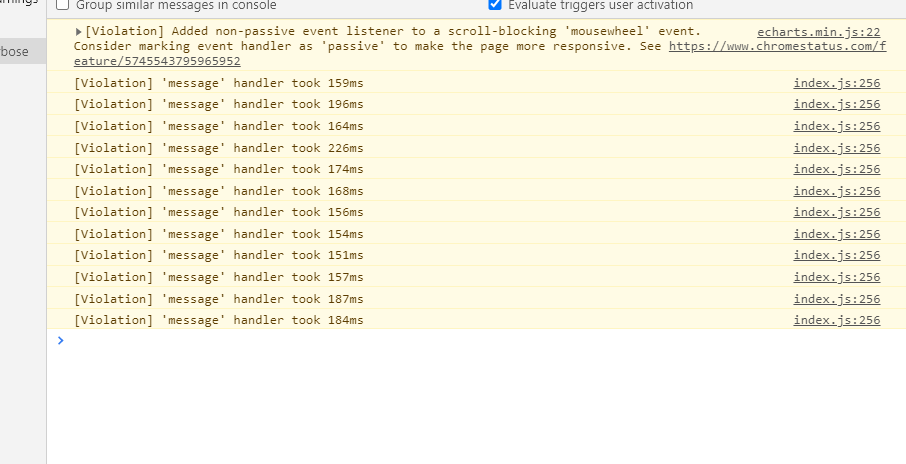 Group similar messages in console
Evaluate triggers user activation
bose
[Violation] Added non-passive event listener to a scroll-blocking 'mousewheel' event. echarts.min.js:22
Consider marking event handler as 'passive' to make the page more responsive. See https://www.chromestatus.com/f
eature/5745543795965952
[Violation] 'message' handler took 159ms index.js:256
[Violation] 'message' handler took 196ms index.js:256
[Violation] 'message' handler took 164ms index.js:256
[Violation] 'message' handler took 226ms index.js:256
[Violation] 'message' handler took 174ms index.js:256
[Violation] 'message' handler took 168ms index.js:256
[Violation] 'message' handler took 156ms index.js:256
[Violation] 'message' handler took 154ms index.js:256
[Violation] 'message' handler took 151ms index.js:256
[Violation] 'message' handler took 157ms index.js:256
[Violation] 'message' handler took 187ms index.js:256
[Violation] 'message' handler took 184ms index.js:256